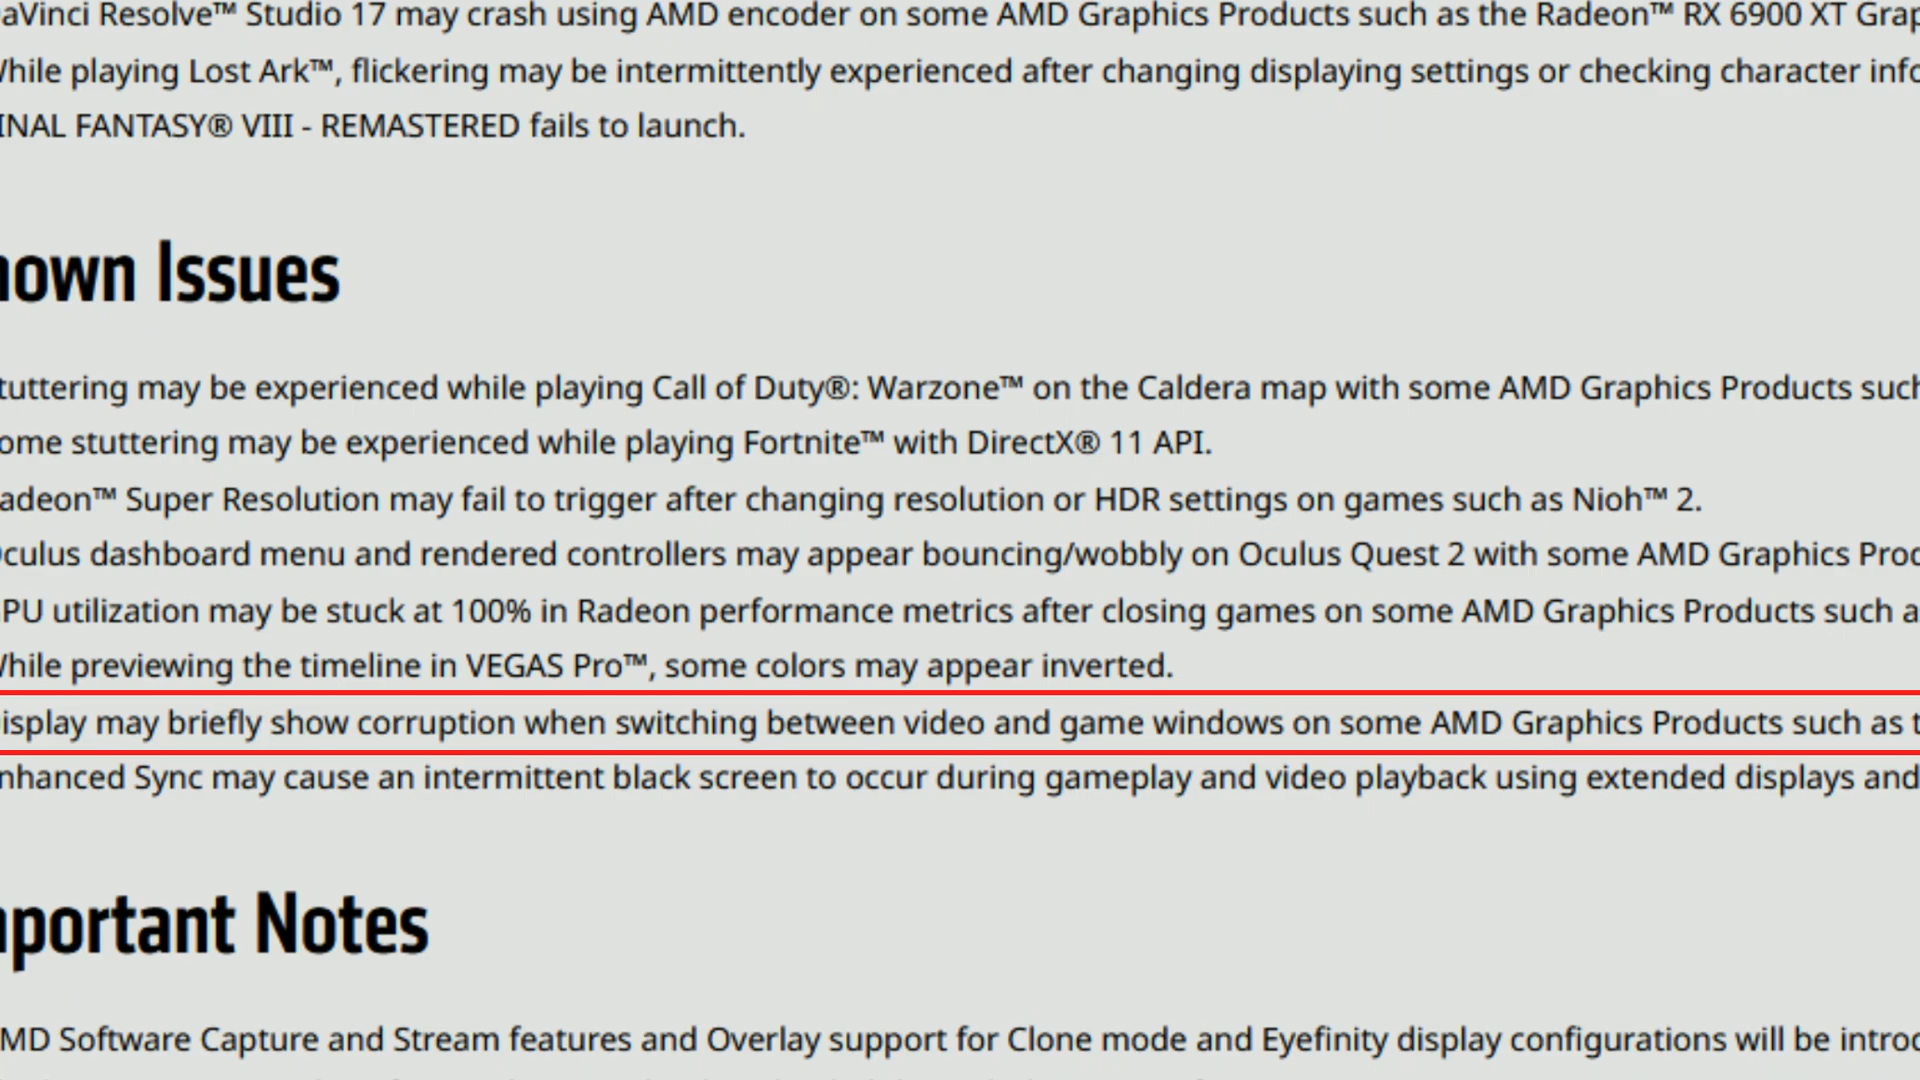 aVinci Resolve™ Studio 17 may crash using AMD encoder on some AMD Graphics Products such as the Radeon™ RX 6900 XT Grap
While playing Lost Ark™, flickering may be intermittently experienced after changing displaying settings or checking character info
INAL FANTASY® VIII - REMASTERED fails to launch.
nown Issues
tuttering may be experienced while playing Call of Duty®: Warzone™ on the Caldera map with some AMD Graphics Products such
ome stuttering may be experienced while playing Fortnite™ with DirectX® 11 API.
adeon™ Super Resolution may fail to trigger after changing resolution or HDR settings on games such as Nioh™ 2.
Oculus dashboard menu and rendered controllers may appear bouncing/wobbly on Oculus Quest 2 with some AMD Graphics Prod
PU utilization may be stuck at 100% in Radeon performance metrics after closing games on some AMD Graphics Products such a
While previewing the timeline in VEGAS Pro™, some colors may appear inverted.
isplay may briefly show corruption when switching between video and game windows on some AMD Graphics Products such as t
nhanced Sync may cause an intermittent black screen to occur during gameplay and video playback using extended displays and
mportant Notes
MD Software Capture and Stream features and Overlay support for Clone mode and Eyefinity display configurations will be introd